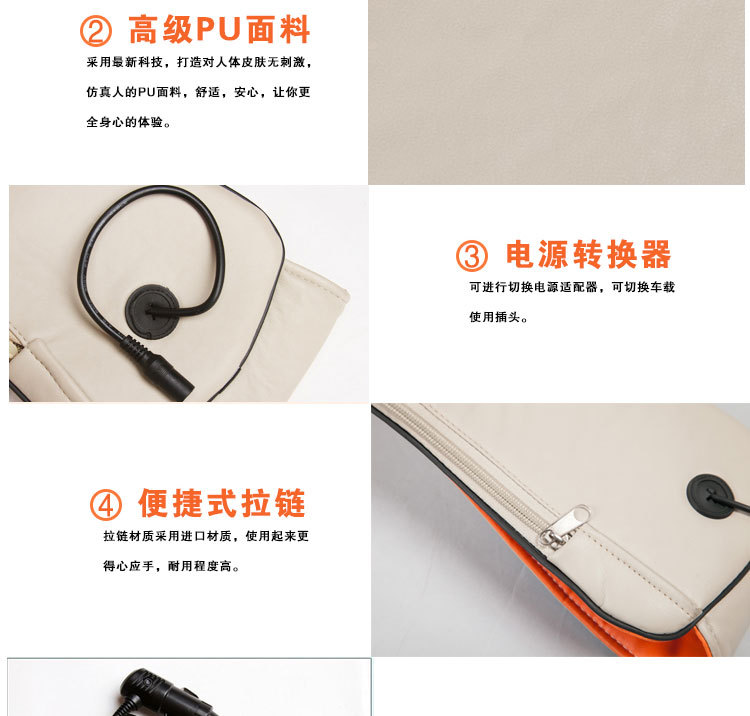 ② 高级PU面料
采用最新科技，打造对人体皮肤无刺激，
仿真人的PU面料，舒适，安心，让你更
全身心的体验。
③ 电源转换器
可进行切换电源适配器，可切换车载
使用插头。
④ 便捷式拉链
拉链材质采用进口材质，使用起来更
得心应手，耐用程度高。